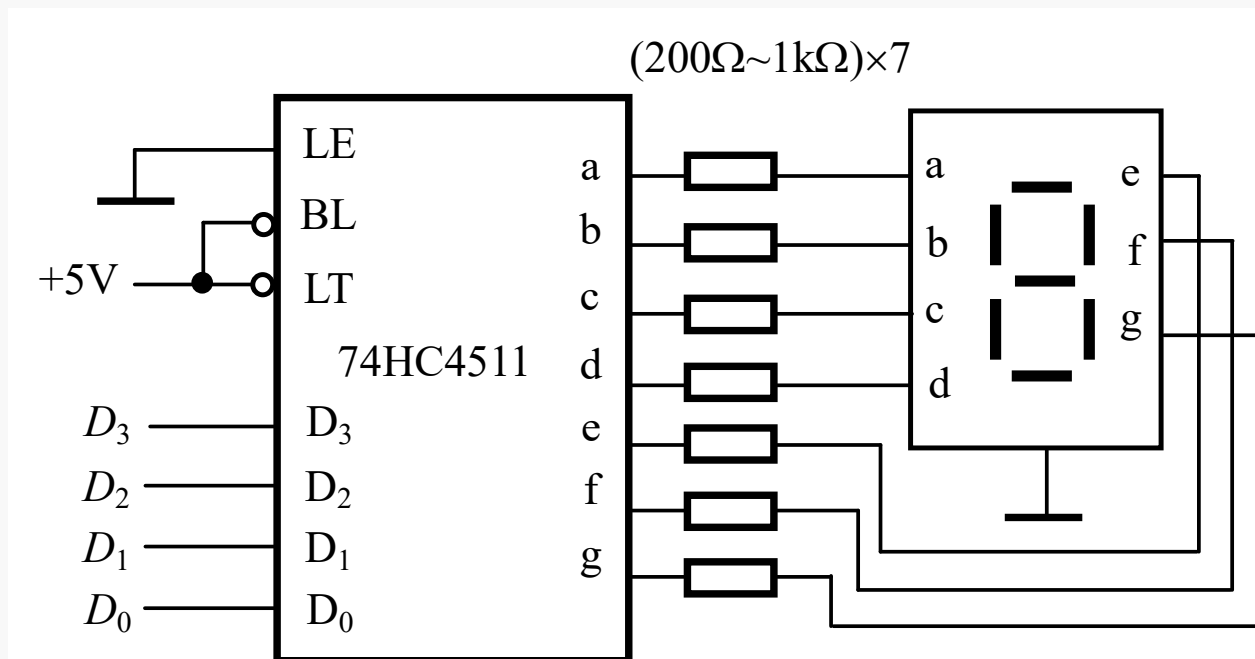 (200Ω~1kΩ)×7
LE
BL
LT
+5V
74HC4511
D₃
D₂
D₁
D₀
D₃
D₂
D₁
D₀
a
b
c
d
e
f
g
a
b
c
d
e
f
g